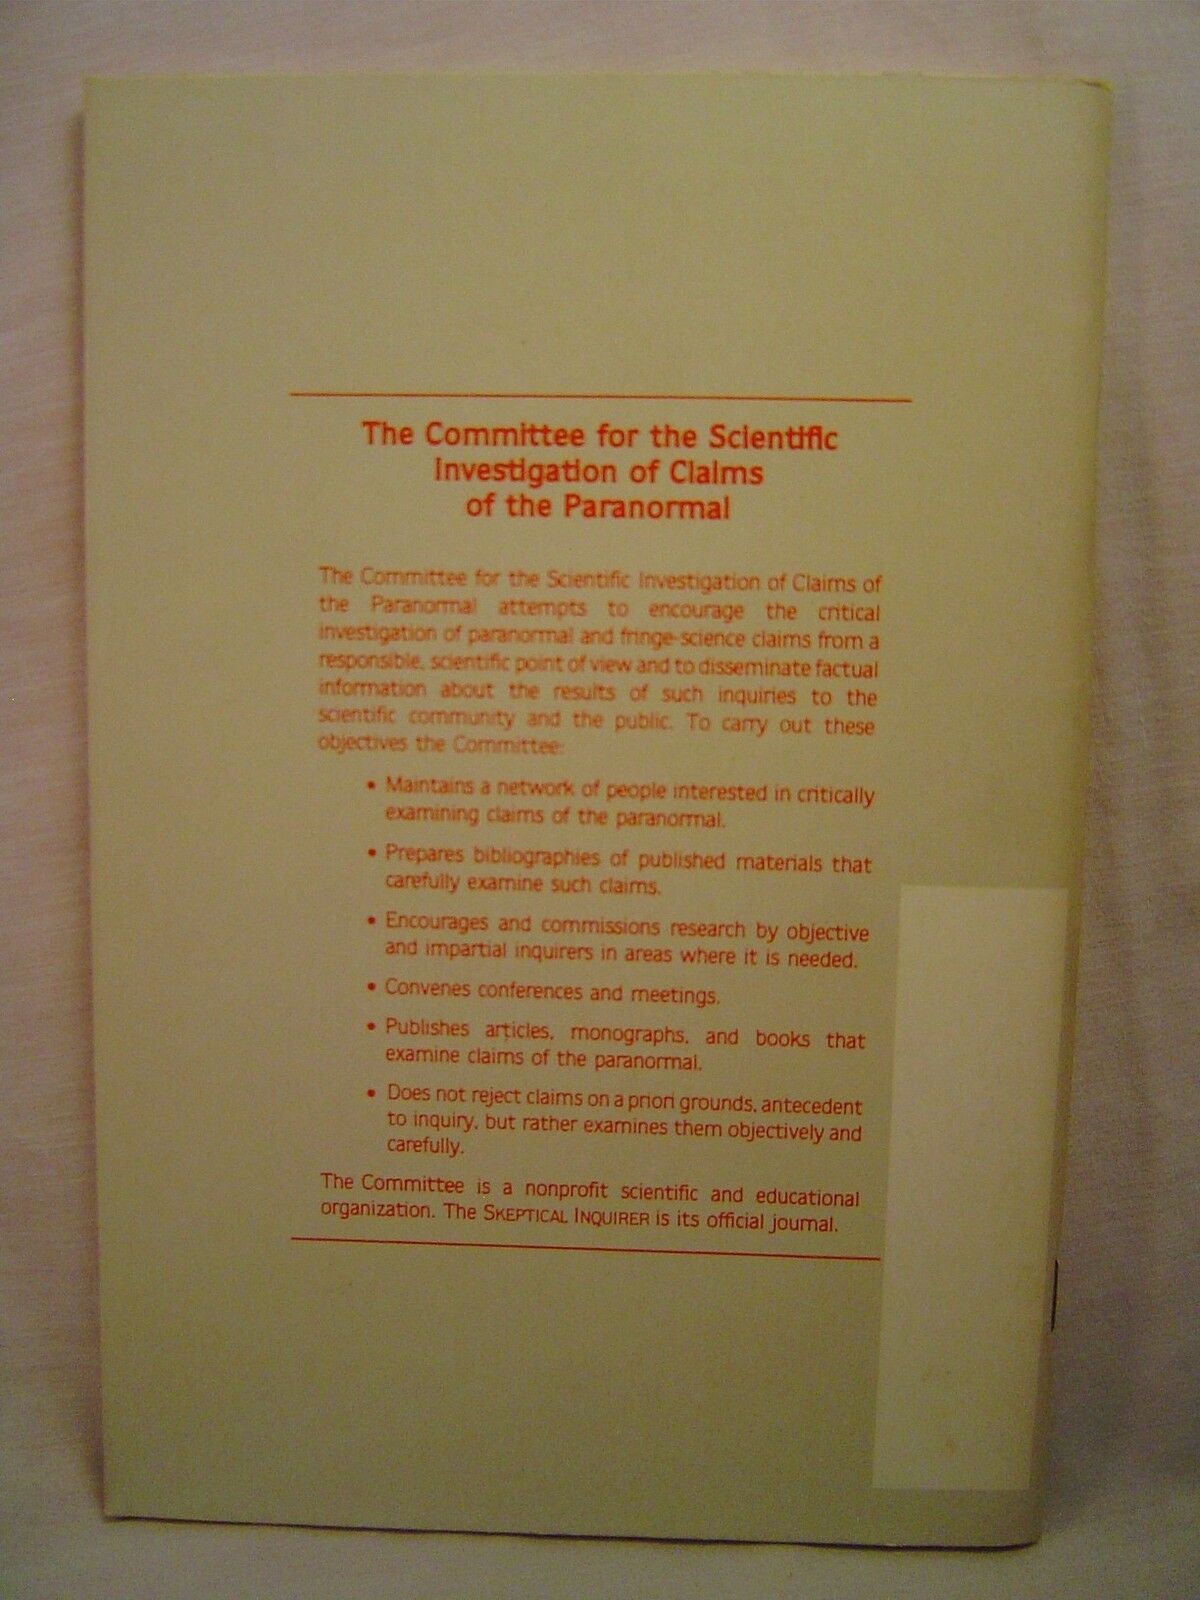 The Committee for the Scientific
Investigation of Claims
of the Paranormal
The Committee for the Scientific Investigation of Claims of
the Paranormal attempts to encourage the critical
investigation of paranormal and fringe-science claims from a
responsible, scientific point of view and to disseminate factual
information about the results of such inquiries to the
scientific community and the public. To carry out these
objectives the Committee:
• Maintains a network of people interested in critically
examining claims of the paranormal.
• Prepares bibliographies of published materials that
carefully examine such claims.
• Encourages and commissions research by objective
and impartial inquirers in areas where it is needed.
• Convenes conferences and meetings.
• Publishes articles, monographs, and books that
examine claims of the paranormal.
• Does not reject claims on a priori grounds, antecedent
to inquiry, but rather examines them objectively and
carefully.
The Committee is a nonprofit scientific and educational
organization. The SKEPTICAL INQUIRER is its official journal.